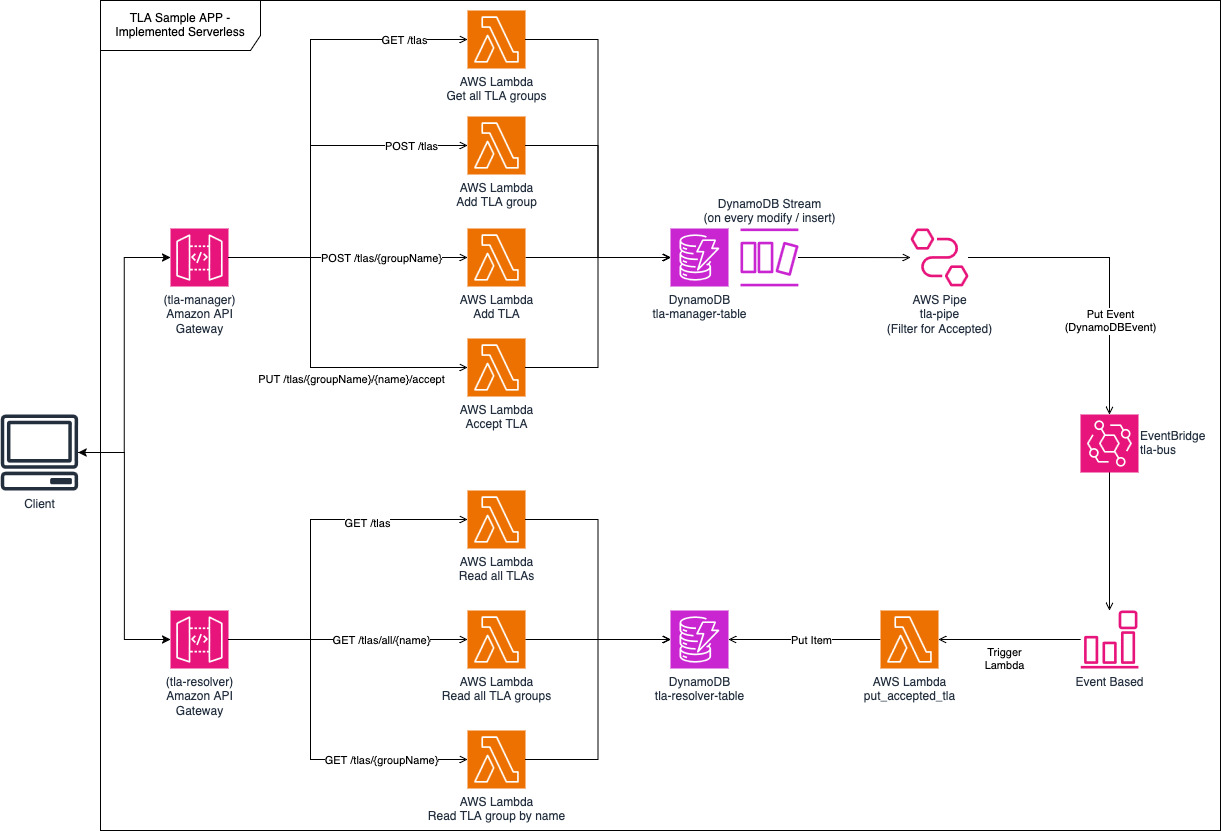 TLA Sample APP -
Implemented Serverless
GET /tlas
AWS Lambda
Get all TLA groups
POST /tlas
AWS Lambda
Add TLA group
DynamoDB Stream
(on every modify / insert)
POST /tlas/{groupName}
(tla-manager)
Amazon API
Gateway
AWS Lambda
Add TLA
DynamoDB
tla-manager-table
AWS Pipe
tla-pipe
(Filter for Accepted)
Put Event
(DynamoDBEvent)
PUT /tlas/{groupName}/{name}/accept
AWS Lambda
Accept TLA
EventBridge
tla-bus
Client
GET /tlas
AWS Lambda
Read all TLAs
GET /tlas/all/{name}
Put Item
Trigger
Lambda
(tla-resolver)
Amazon API
Gateway
AWS Lambda
Read all TLA groups
DynamoDB
tla-resolver-table
AWS Lambda
put_accepted_tla
Event Based
GET /tlas/{groupName}
AWS Lambda
Read TLA group by name